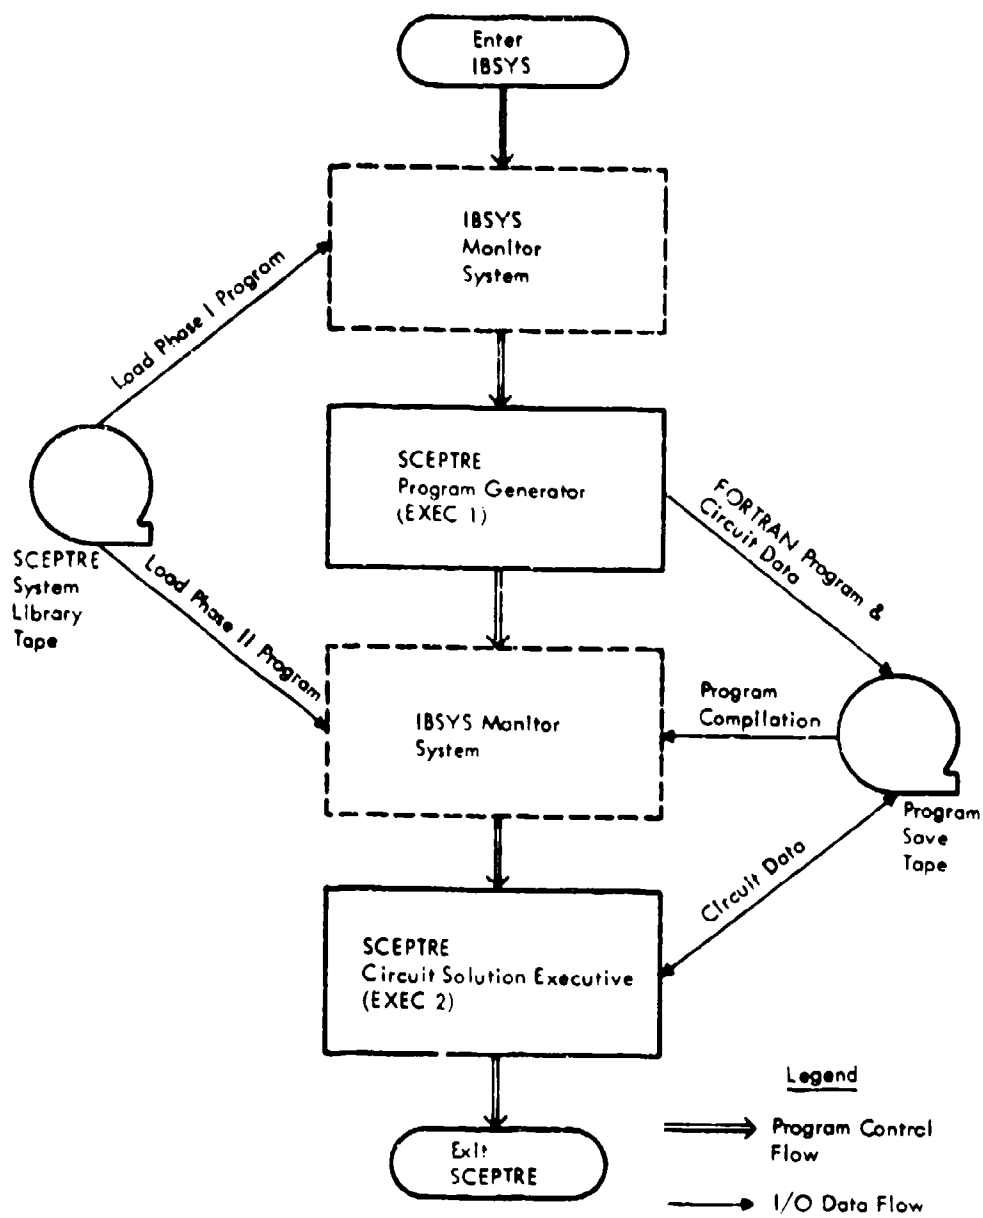 Enter
IBSYS
IBSYS
Monitor
System
Load Phase I Program
SCEPTRE
Program Generator
(EXEC 1)
FORTRAN Program &
Circuit Data
SCEPTRE
System
Library
Tape
Load Phase II Program
IBSYS Monitor
System
Program
Compilation
Program
Save
Tape
Circuit Data
SCEPTRE
Circuit Solution Executive
(EXEC 2)
Legend
Program Control
Flow
Exit
SCEPTRE
I/O Data Flow